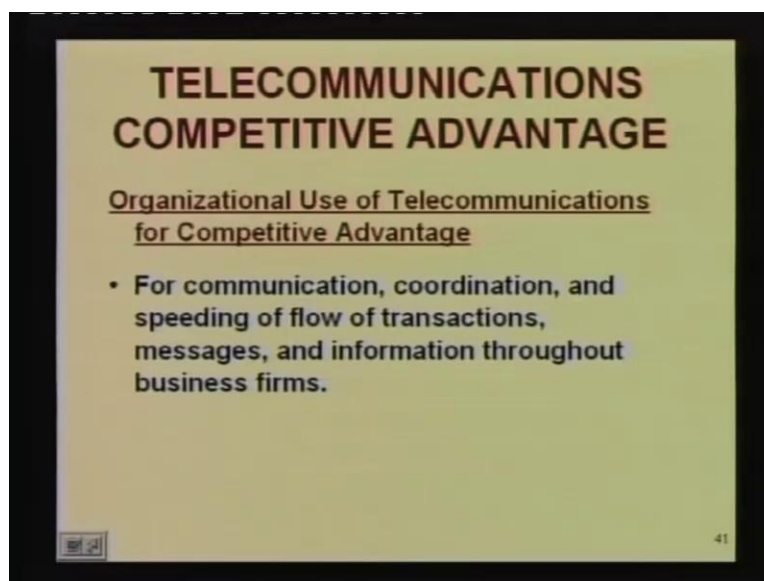 TELECOMMUNICATIONS
COMPETITIVE ADVANTAGE
Organizational Use of Telecommunications
for Competitive Advantage
• For communication, coordination, and
speeding of flow of transactions,
messages, and information throughout
business firms.
41